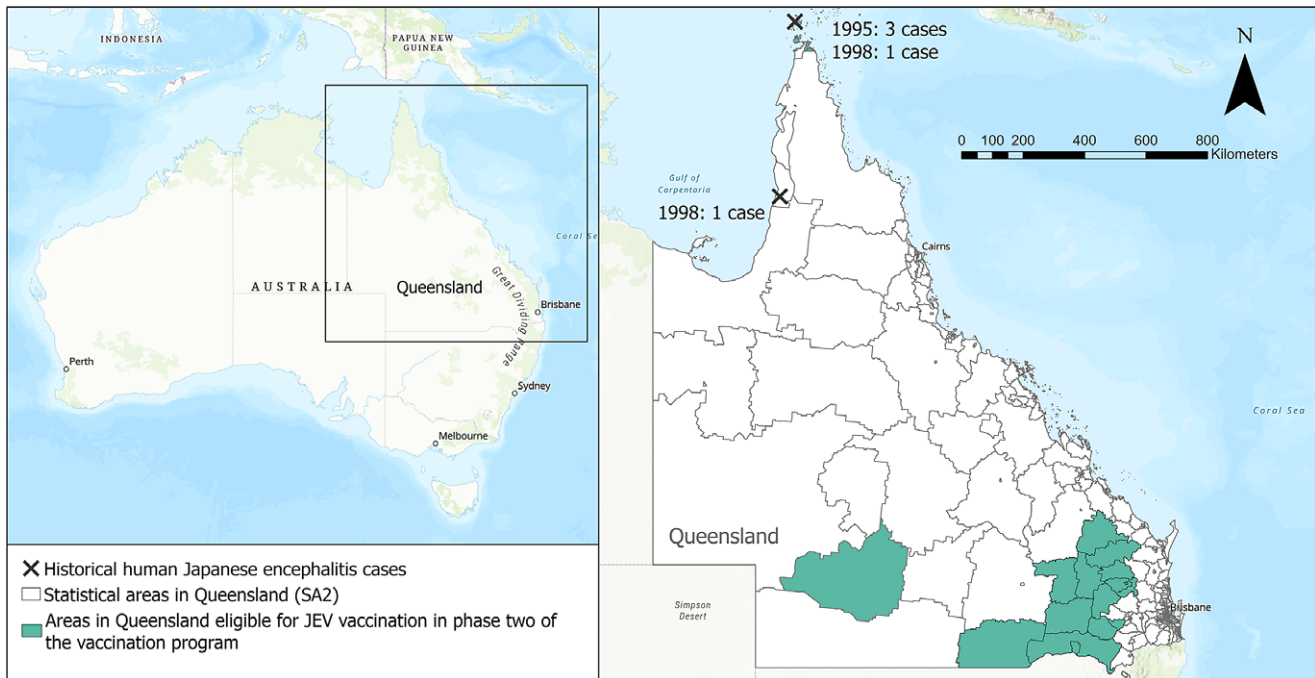 INDONESIA
PAPUA NEW
GUINEA
Coral Se
AUSTRALIA
Queensland
Great Dividing Range
Brisbane
Perth
Sydney
Melbourne
Historical human Japanese encephalitis cases
Statistical areas in Queensland (SA2)
Areas in Queensland eligible for JEV vaccination in phase two of
the vaccination program
1995: 3 cases
1998: 1 case
N
0 100 200 400 600 800
Kilometers
Gulf of
Carpentaria
1998: 1 case
Cairns
Coral Sea
Queensland
Simpson
Desert
Brisbane